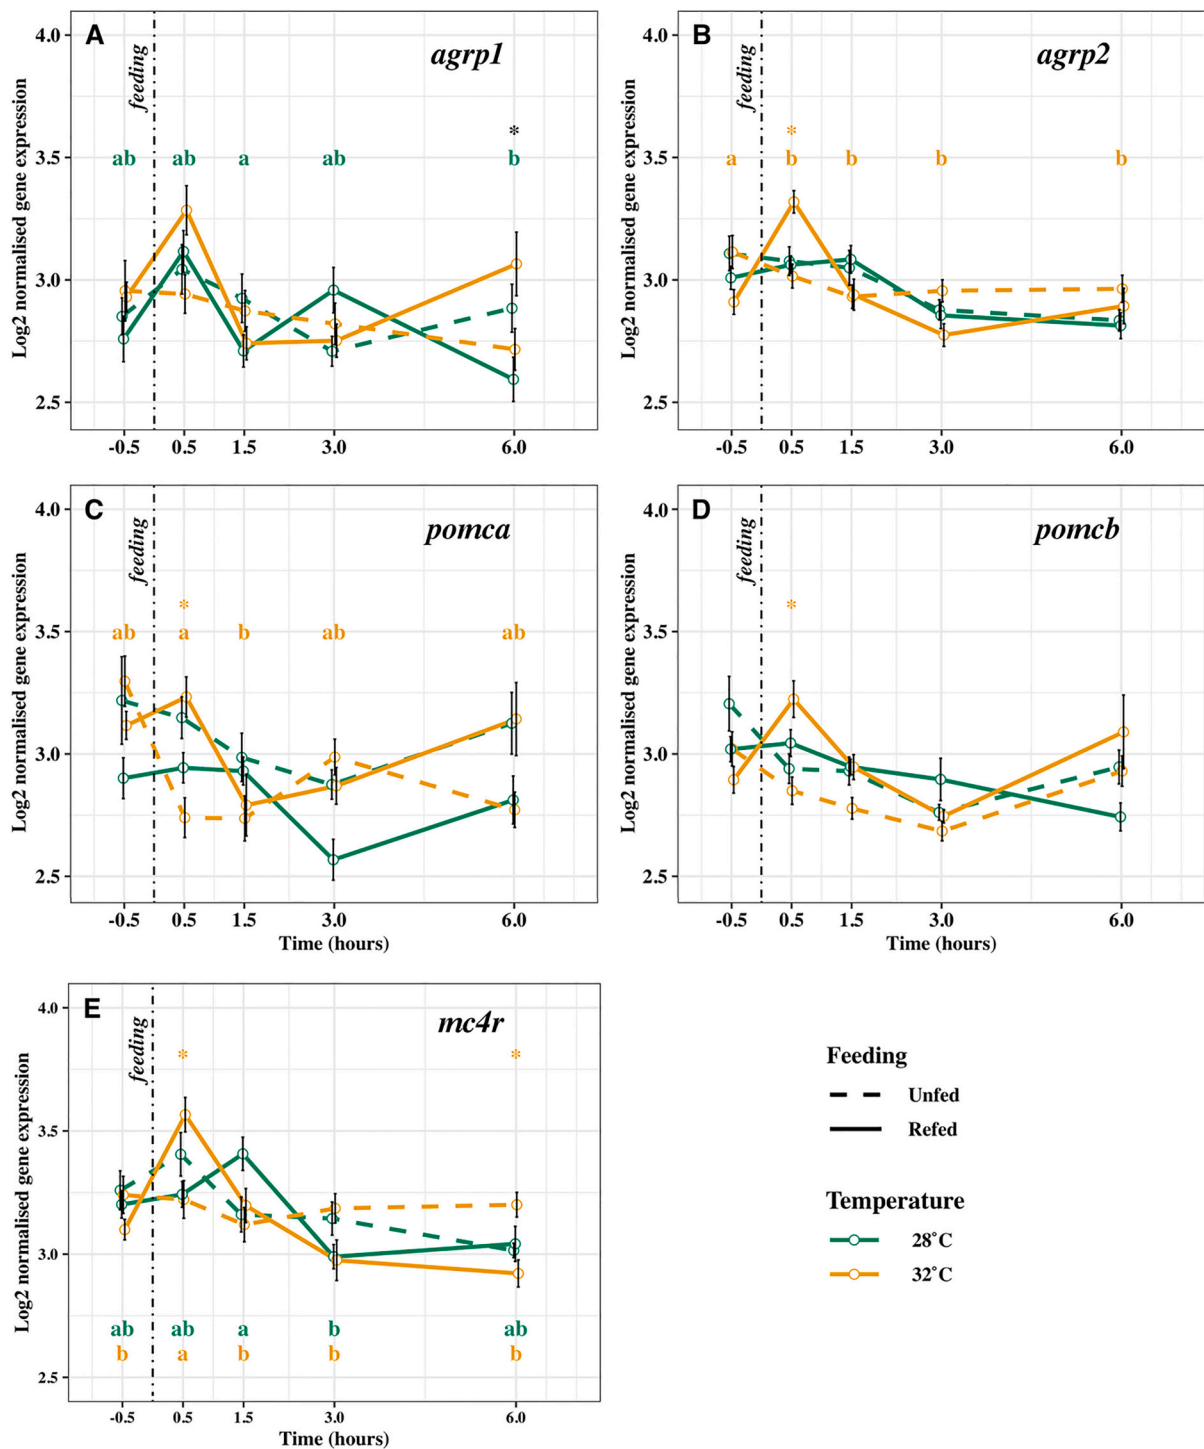 A
agrp1
feeding
Log2 normalised gene expression
4.0
3.5
3.0
2.5
*
ab ab a ab b
-0.5 0.5 1.5 3.0 6.0
B
agrp2
feeding
Log2 normalised gene expression
4.0
3.5
3.0
2.5
*
a b b b b
-0.5 0.5 1.5 3.0 6.0
C
pomca
feeding
Log2 normalised gene expression
4.0
3.5
3.0
2.5
*
ab a b ab ab
-0.5 0.5 1.5 3.0 6.0
Time (hours)
D
pomcb
feeding
Log2 normalised gene expression
4.0
3.5
3.0
2.5
*
-0.5 0.5 1.5 3.0 6.0
Time (hours)
E
mc4r
feeding
Log2 normalised gene expression
4.0
3.5
3.0
2.5
* *
ab ab a b ab
b a b b b
-0.5 0.5 1.5 3.0 6.0
Time (hours)
Feeding
Unfed
Refed
Temperature
28°C
32°C